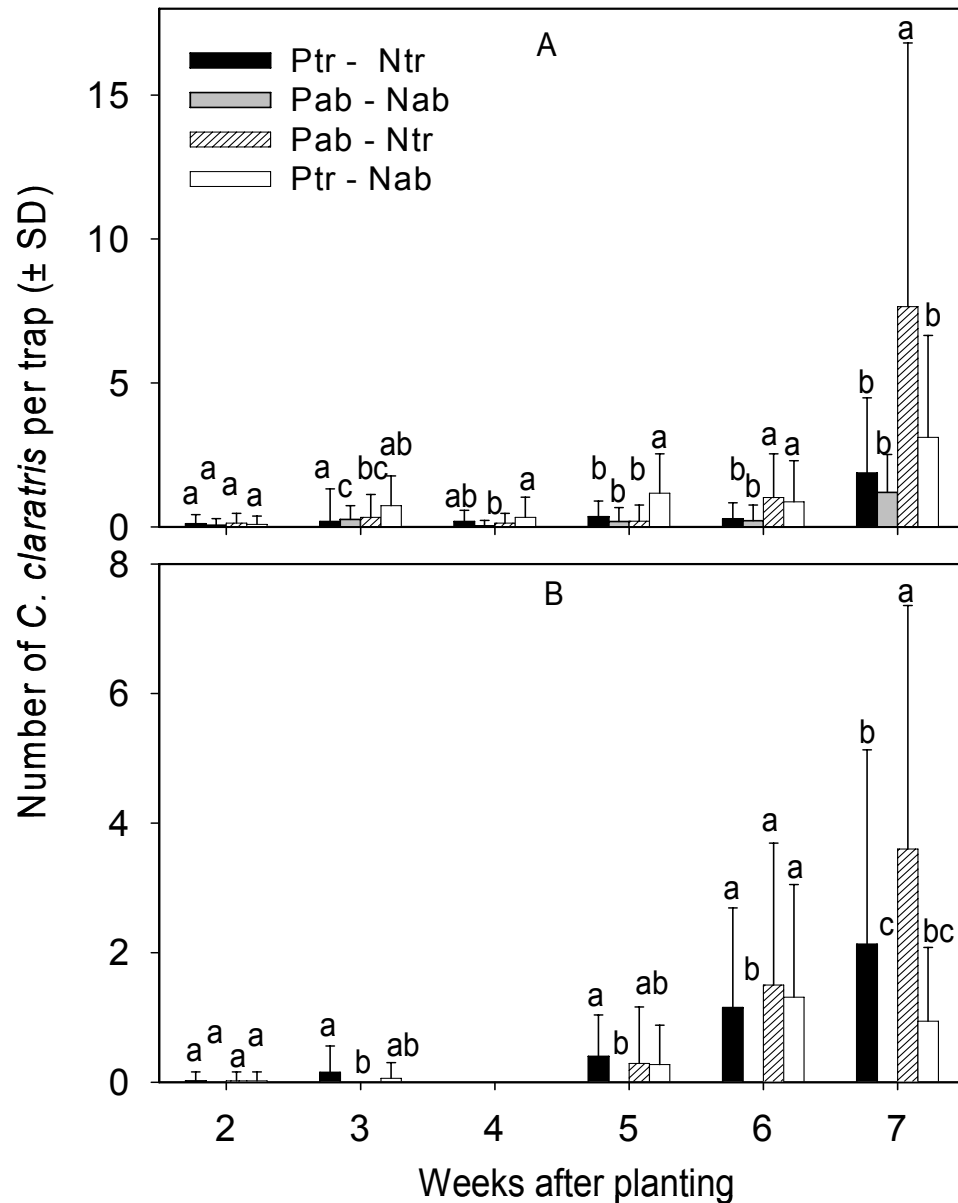 A
Ptr - Ntr
Pab - Nab
Pab - Ntr
Ptr - Nab
Number of C. claratris per trap (± SD)
15
10
5
0
a a a a
a c bc ab
ab b a
b b b a
b b a a
b b a b
B
8
6
4
2
0
a a a a
a b ab
a b ab
a b a a
b c a bc
2 3 4 5 6 7
Weeks after planting